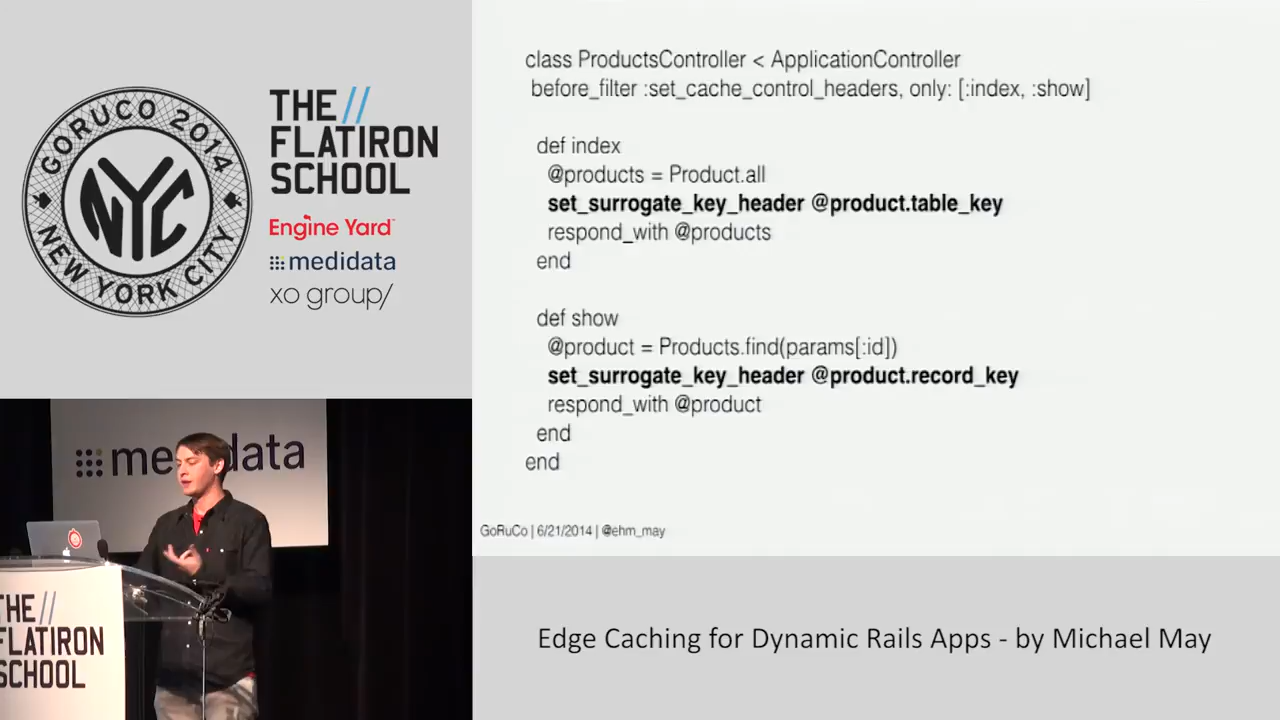 GORUCO 2014
NYC
NEW YORK CITY
THE //
FLATIRON
SCHOOL
Engine Yard
medidata
xo group/
class ProductsController < ApplicationController
before_filter :set_cache_control_headers, only: [:index, :show]
def index
@products = Product.all
set_surrogate_key_header @product.table_key
respond_with @products
end
def show
@product = Products.find(params[:id])
set_surrogate_key_header @product.record_key
respond_with @product
end
end
GoRuCo | 6/21/2014 | @ehm_may
me data
THE //
FLATIRON
SCHOOL
Edge Caching for Dynamic Rails Apps - by Michael May